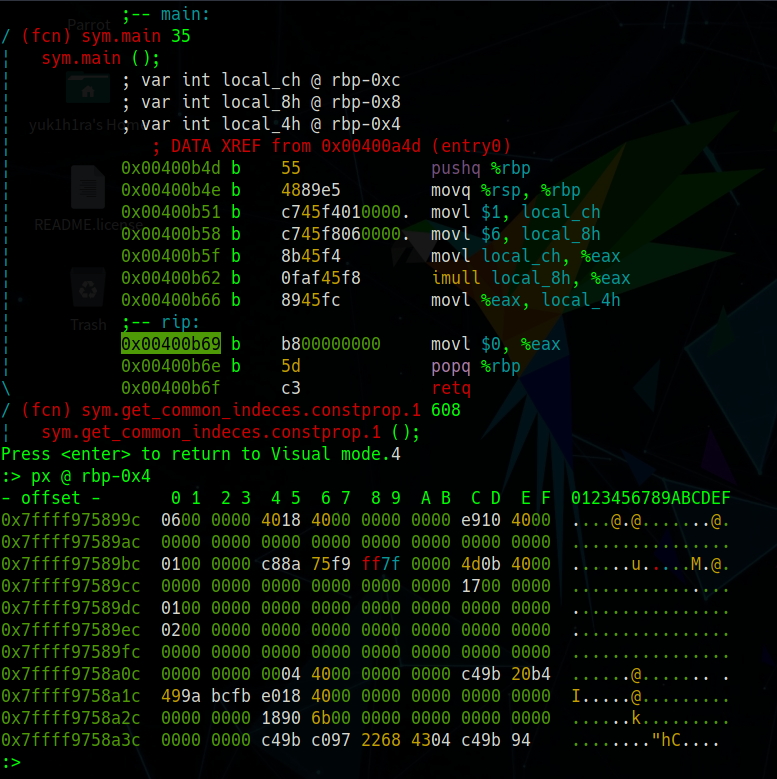 ;-- main:
Parrot
/ (fcn) sym.main 35
¦ sym.main ();
¦ ; var int local_ch @ rbp-0xc
¦ ; var int local_8h @ rbp-0x8
¦ ; var int local_4h @ rbp-0x4
yuk1h1ra's Home
¦ ; DATA XREF from 0x00400a4d (entry0)
¦ 0x00400b4d b 55 pushq %rbp
¦ 0x00400b4e b 4889e5 movq %rsp, %rbp
¦ 0x00400b51 b c745f4010000. movl $1, local_ch
README.license
¦ 0x00400b58 b c745f8060000. movl $6, local_8h
¦ 0x00400b5f b 8b45f4 movl local_ch, %eax
¦ 0x00400b62 b 0faf45f8 imull local_8h, %eax
¦ 0x00400b66 b 8945fc movl %eax, local_4h
Trash
¦ ;-- rip:
¦ 0x00400b69 b b800000000 movl $0, %eax
¦ 0x00400b6e b 5d popq %rbp
\ 0x00400b6f c3 retq
/ (fcn) sym.get_common_indeces.constprop.1 608
¦ sym.get_common_indeces.constprop.1 ();
Press <enter> to return to Visual mode.4
:> px @ rbp-0x4
- offset - 0 1 2 3 4 5 6 7 8 9 A B C D E F 0123456789ABCDEF
0x7ffff975899c 0600 0000 4018 4000 0000 0000 e910 4000 ....@.@.......@.
0x7ffff97589ac 0000 0000 0000 0000 0000 0000 0000 0000 ................
0x7ffff97589bc 0100 0000 c88a 75f9 ff7f 0000 4d0b 4000 ......u.....M.@.
0x7ffff97589cc 0000 0000 0000 0000 0000 0000 1700 0000 ................
0x7ffff97589dc 0100 0000 0000 0000 0000 0000 0000 0000 ................
0x7ffff97589ec 0200 0000 0000 0000 0000 0000 0000 0000 ................
0x7ffff97589fc 0000 0000 0000 0000 0000 0000 0000 0000 ................
0x7ffff9758a0c 0000 0000 0004 4000 0000 0000 c49b 20b4 ......@....... .
0x7ffff9758a1c 499a bcfb e018 4000 0000 0000 0000 0000 I.....@.........
0x7ffff9758a2c 0000 0000 1890 6b00 0000 0000 0000 0000 ......k.........
0x7ffff9758a3c 0000 0000 c49b c097 2268 4304 c49b 94 ........"hC....
:>